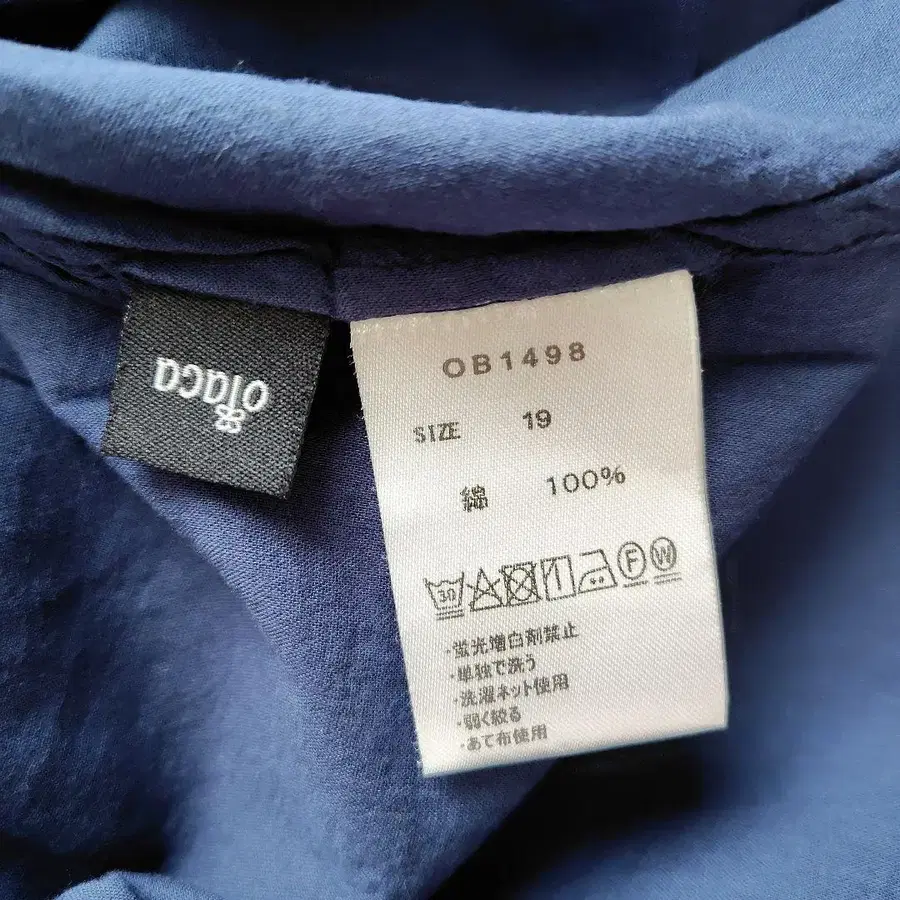 olaca
OB1498
SIZE 19
綿 100%
30 F W
・蛍光増白剤禁止
・単独で洗う
・洗濯ネット使用
・弱く絞る
・あて布使用